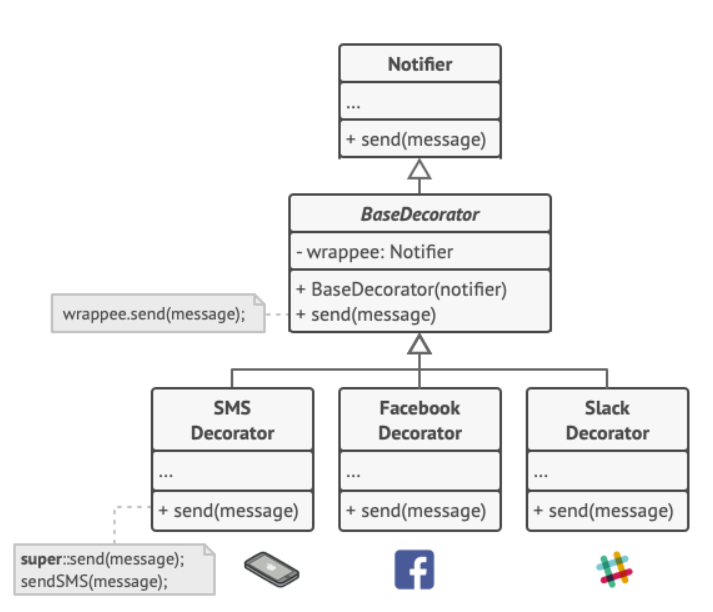 Notifier
...
+ send(message)
BaseDecorator
- wrappee: Notifier
+ BaseDecorator(notifier)
+ send(message)
wrappee.send(message);
SMS
Decorator
...
+ send(message)
Facebook
Decorator
...
+ send(message)
Slack
Decorator
...
+ send(message)
super::send(message);
sendSMS(message);